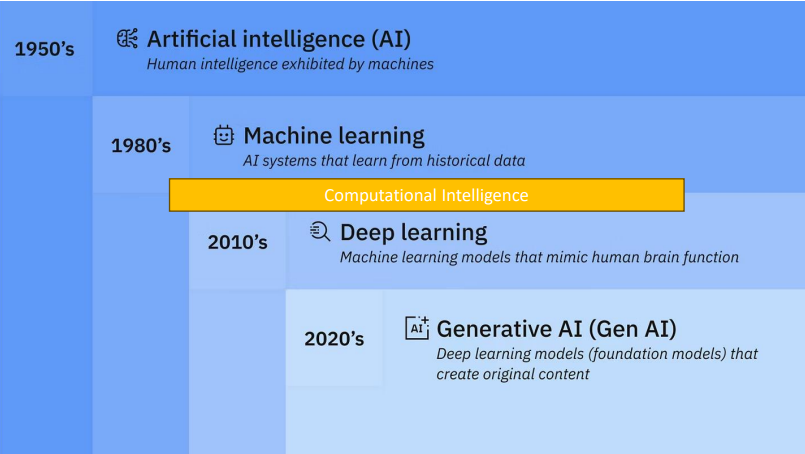 1950's
Artificial intelligence (AI)
Human intelligence exhibited by machines
1980's
Machine learning
AI systems that learn from historical data
Computational Intelligence
2010's
Deep learning
Machine learning models that mimic human brain function
2020's
AI
Generative AI (Gen AI)
Deep learning models (foundation models) that
create original content